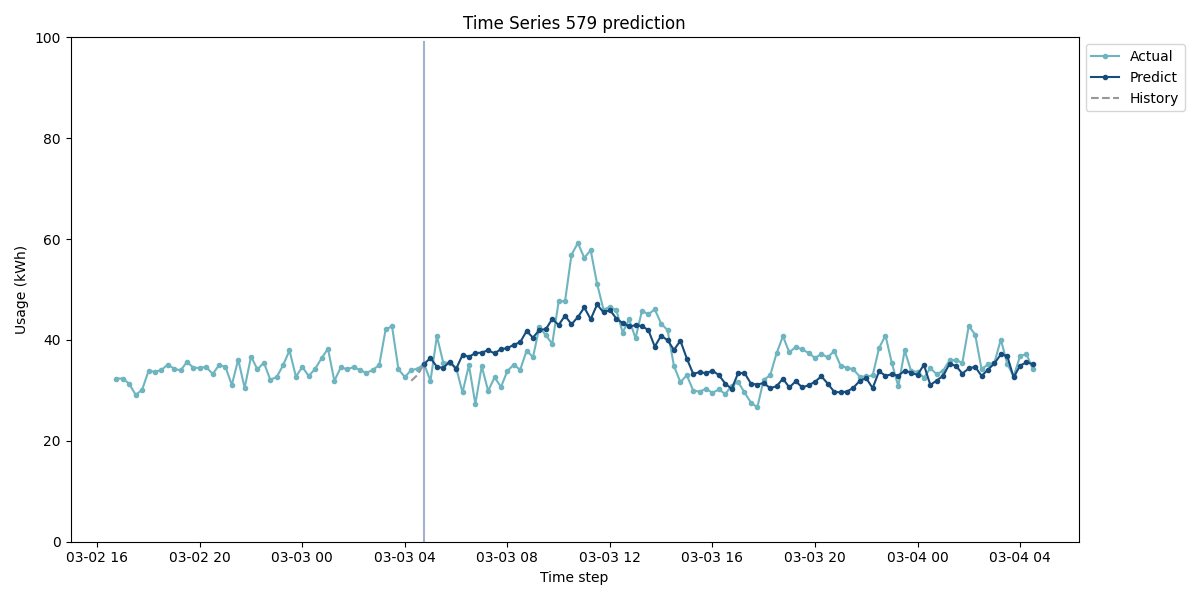 Time Series 579 prediction
100
80
60
40
20
0
Usage (kWh)
03-02 16 03-02 20 03-03 00 03-03 04 03-03 08 03-03 12 03-03 16 03-03 20 03-04 00 03-04 04
Time step
Actual
Predict
History